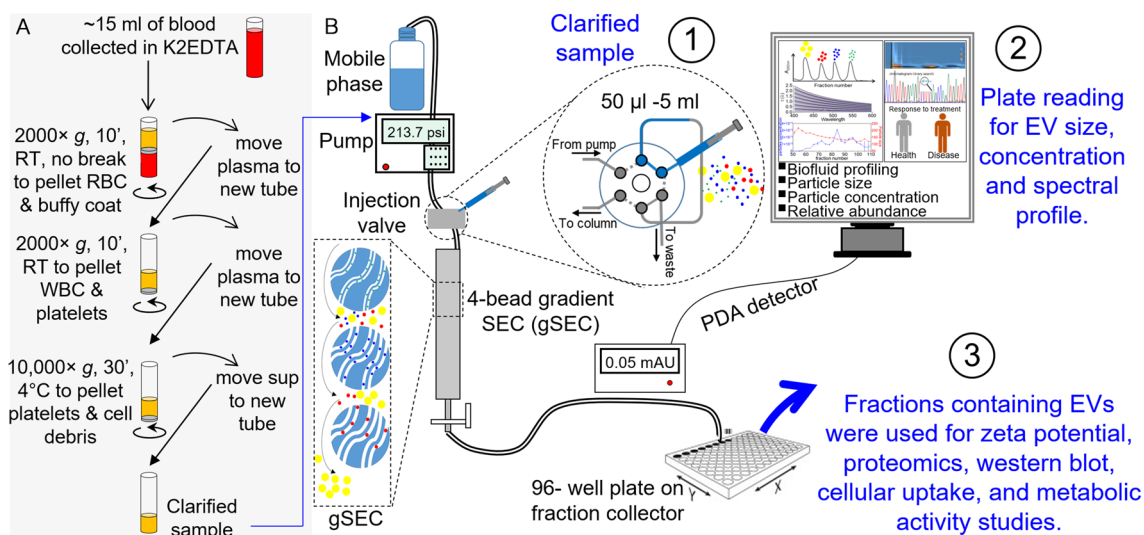 A
~15 ml of blood
collected in K2EDTA
2000× g, 10’,
RT, no break
to pellet RBC
& buffy coat
move
plasma to
new tube
2000× g, 10’,
RT to pellet
WBC &
platelets
move
plasma to
new tube
10,000× g, 30’,
4°C to pellet
platelets & cell
debris
move sup
to new
tube
Clarified
sample
B
Mobile
phase
213.7 psi
Pump
Injection
valve
4-bead gradient
SEC (gSEC)
gSEC
Clarified
sample
1
50 µl -5 ml
From pump
To column
To waste
PDA detector
0.05 mAU
96- well plate on
fraction collector
Y
X
Fraction number
400
500
600
Wavelength
fraction number
chromatogram library search
Response to treatment
Health
Disease
Biofluid profiling
Particle size
Particle concentration
Relative abundance
2
Plate reading
for EV size,
concentration
and spectral
profile.
3
Fractions containing EVs
were used for zeta potential,
proteomics, western blot,
cellular uptake, and metabolic
activity studies.